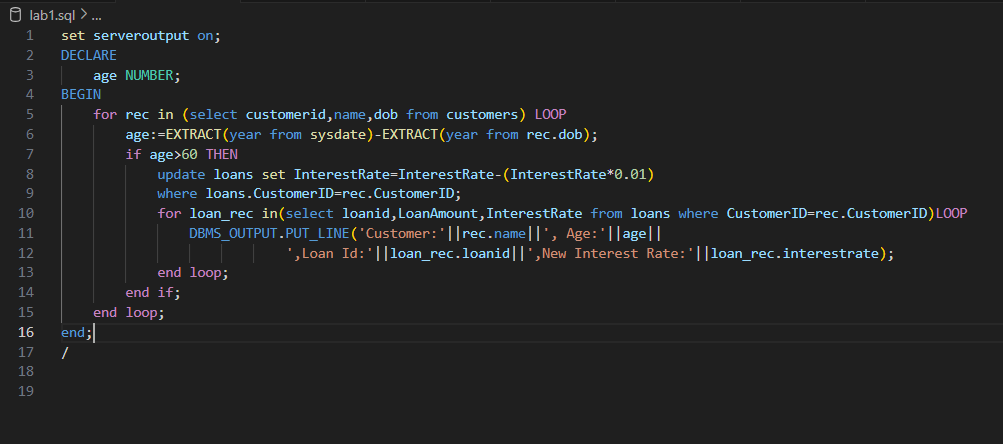 lab1.sql > ...
1 set serveroutput on;
2 DECLARE
3     age NUMBER;
4 BEGIN
5     for rec in (select customerid,name,dob from customers) LOOP
6         age:=EXTRACT(year from sysdate)-EXTRACT(year from rec.dob);
7         if age>60 THEN
8             update loans set InterestRate=InterestRate-(InterestRate*0.01)
9             where loans.CustomerID=rec.CustomerID;
10             for loan_rec in(select loanid,LoanAmount,InterestRate from loans where CustomerID=rec.CustomerID)LOOP
11                 DBMS_OUTPUT.PUT_LINE('Customer:'||rec.name||', Age:'||age||
12                             ',Loan Id:'||loan_rec.loanid||',New Interest Rate:'||loan_rec.interestrate);
13             end loop;
14         end if;
15     end loop;
16 end;
17 /
18
19